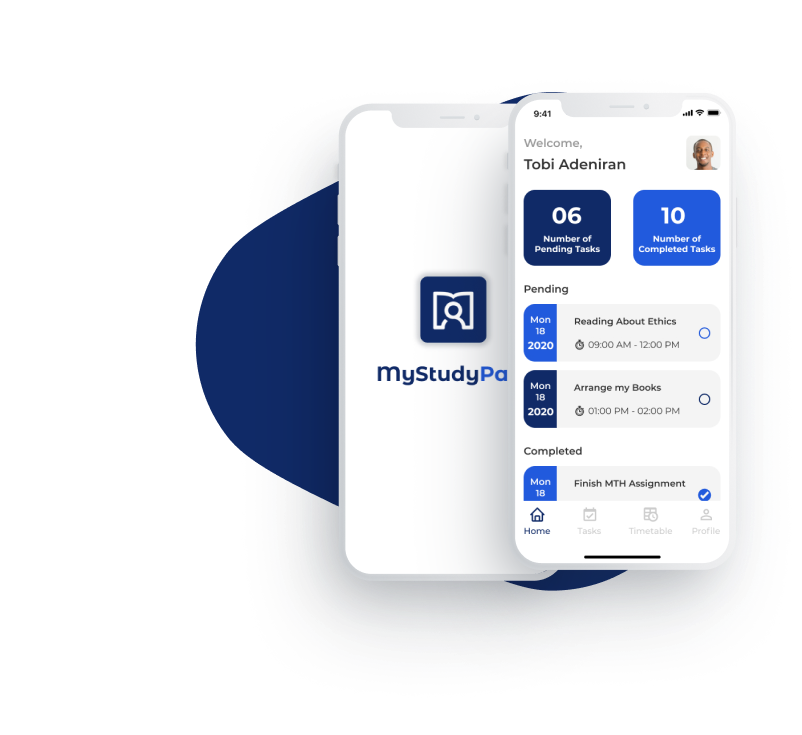 MyStudyPa
9:41
Welcome,
Tobi Adeniran
06
Number of
Pending Tasks
10
Number of
Completed Tasks
Pending
Mon
18
2020
Reading About Ethics
09:00 AM - 12:00 PM
Mon
18
2020
Arrange my Books
01:00 PM - 02:00 PM
Completed
Mon
18
Finish MTH Assignment
Home
Tasks
Timetable
Profile